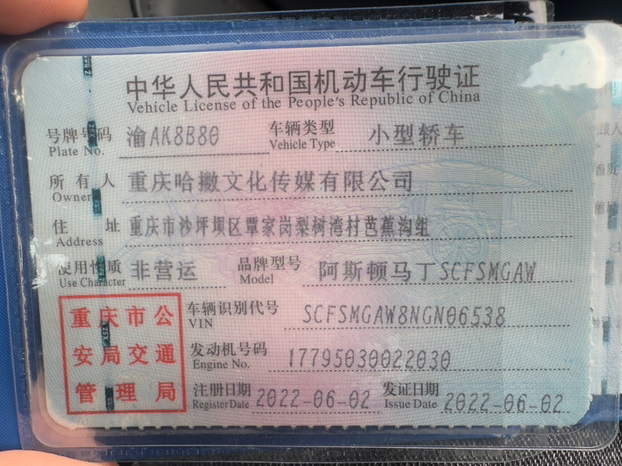 中华人民共和国机动车行驶证
Vehicle License of the People's Republic of China
号牌号码 渝AK8B80 车辆类型 小型轿车
Plate No. Vehicle Type
所有人 重庆哈撒文化传媒有限公司
Owner
住址 重庆市沙坪坝区覃家岗梨树湾村芭蕉沟组
Address
使用性质 非营运 品牌型号 阿斯顿马丁SCFSMGAW
Use Character Model
车辆识别代号 SCFSMGAW8NGN06538
VIN
发动机号码 17795030022030
Engine No.
注册日期 2022-06-02 发证日期 2022-06-02
Register Date Issue Date
重庆市公
安局交通
管理局